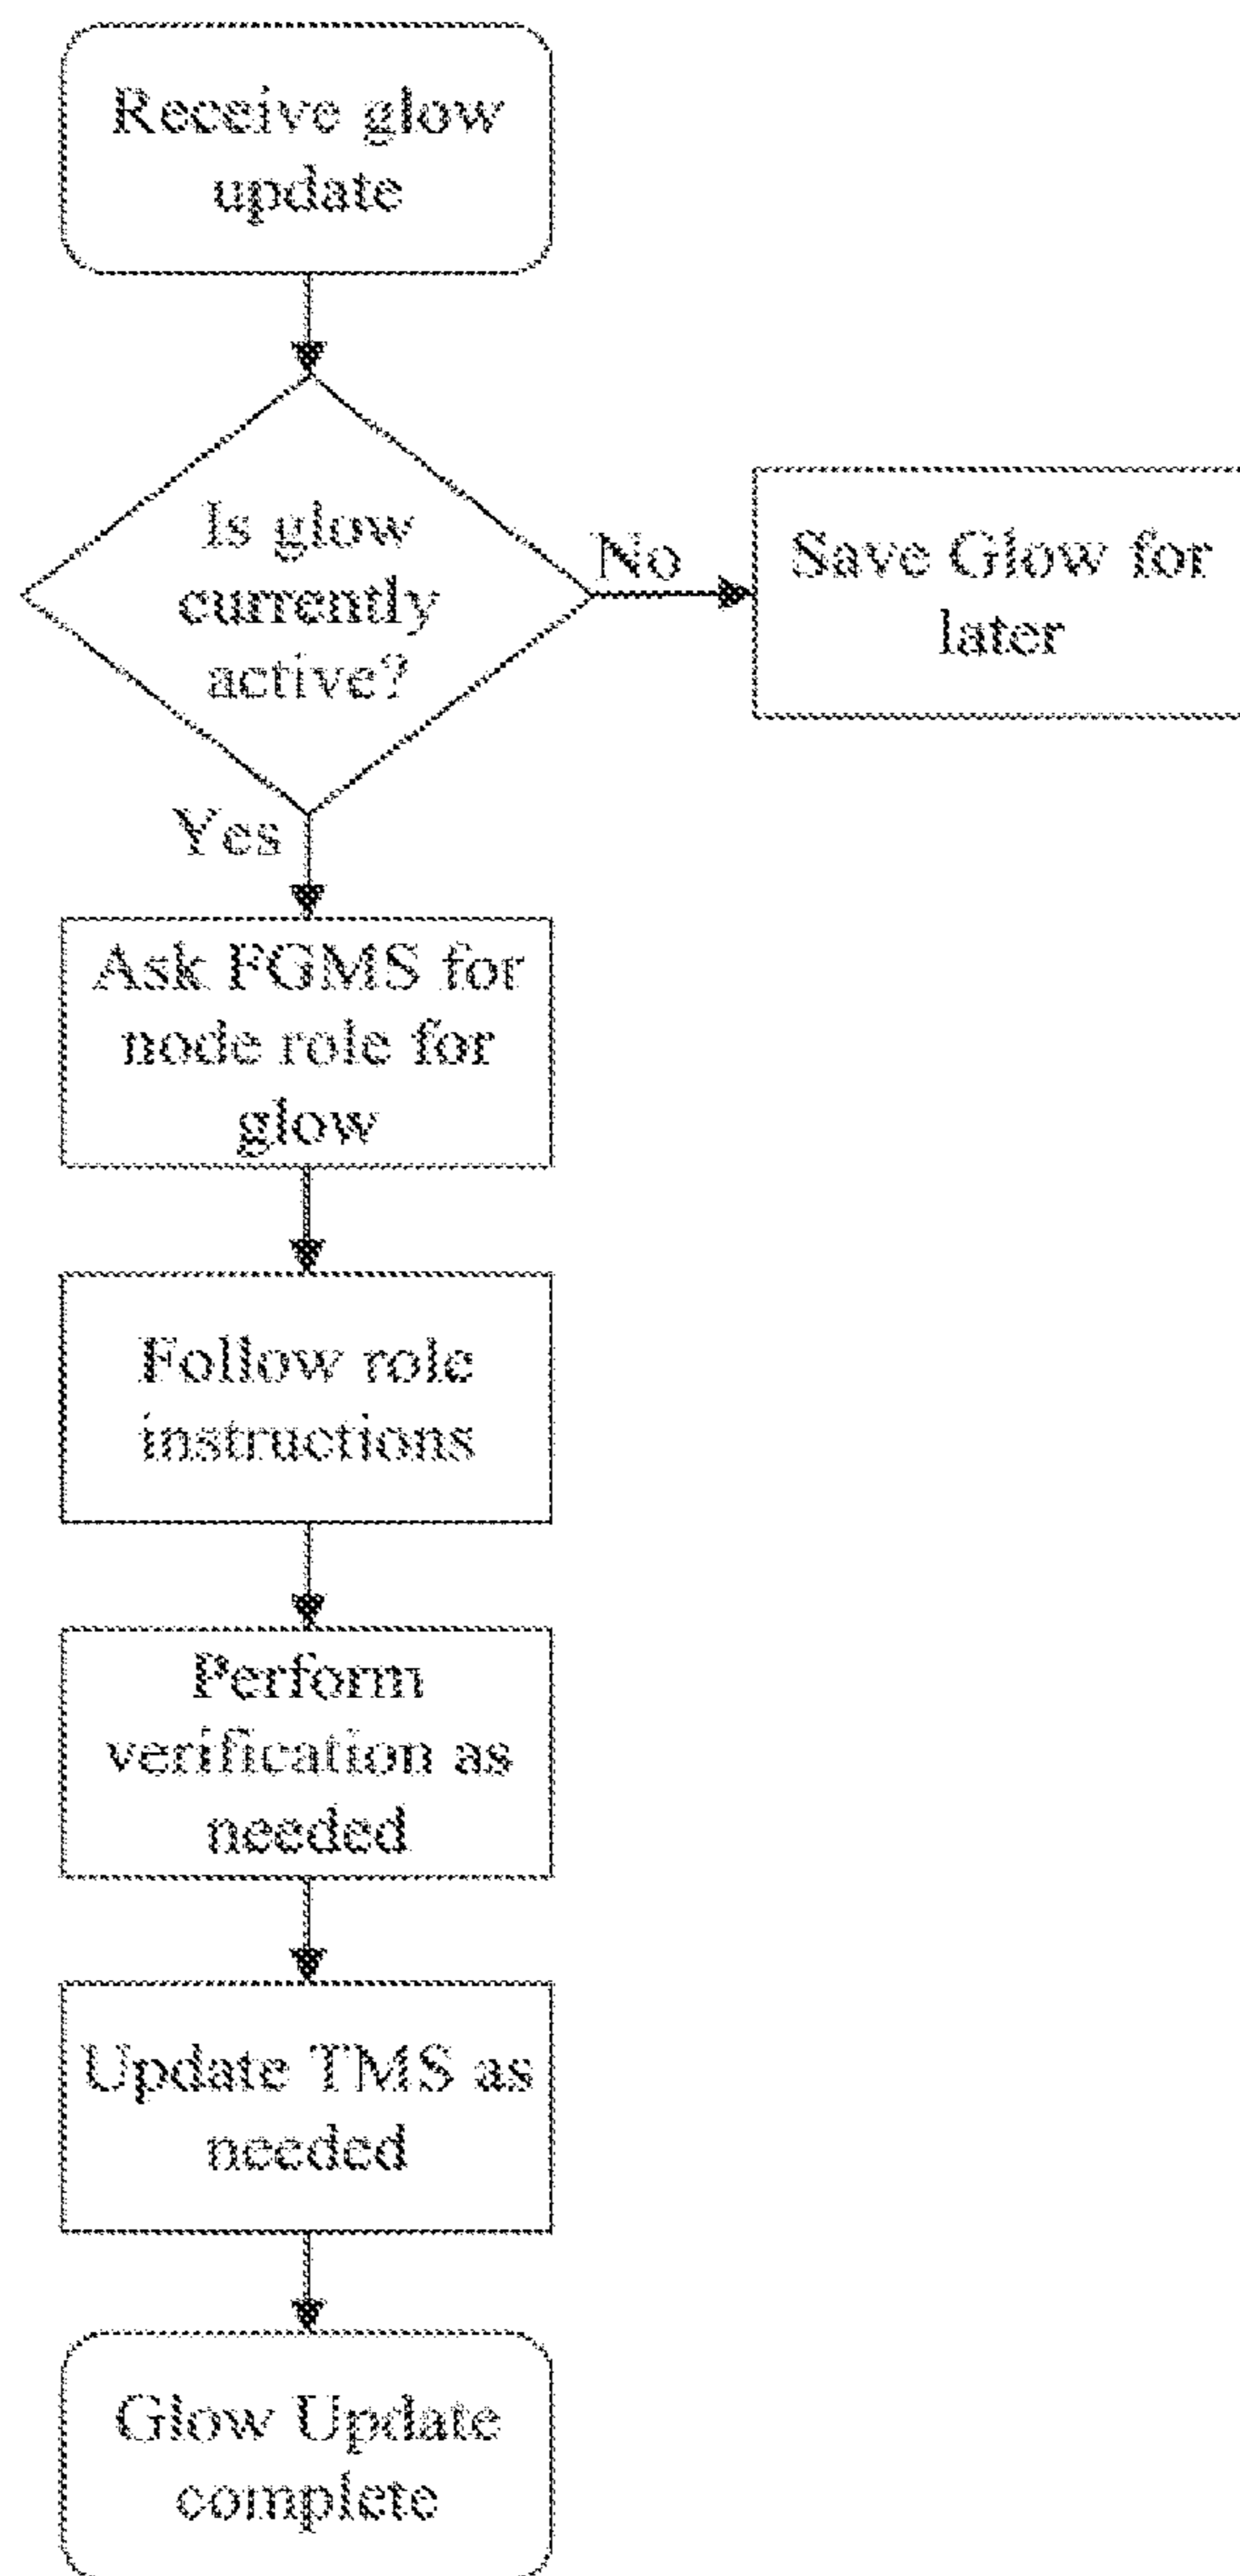 Receive glow
update
Is glow
currently
active?
No
Save Glow for
later
Yes
Ask FGMS for
node role for
glow
Follow role
instructions
Perform
verification as
needed
Update TMS as
needed
Glow Update
complete